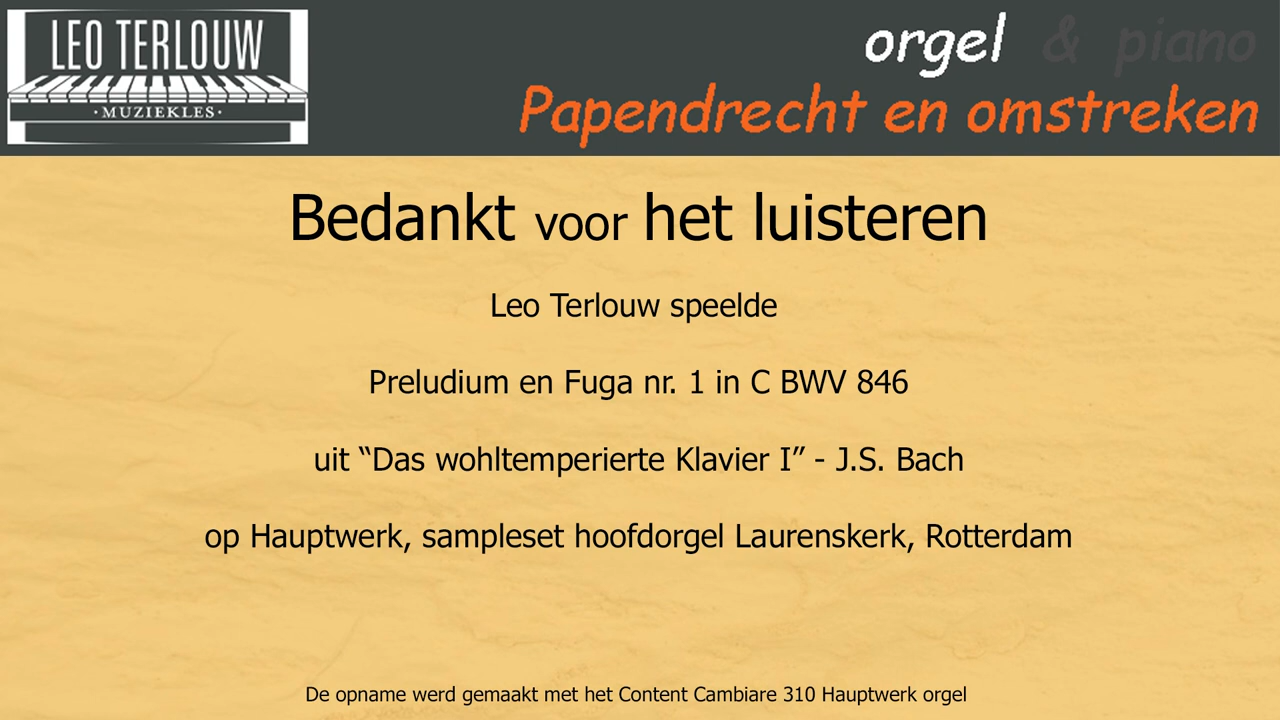 LEO TERLOUW
·MUZIEKLES·
orgel & piano
Papendrecht en omstreken
Bedankt voor het luisteren
Leo Terlouw speelde
Preludium en Fuga nr. 1 in C BWV 846
uit “Das wohltemperierte Klavier I” - J.S. Bach
op Hauptwerk, sampleset hoofdorgel Laurenskerk, Rotterdam
De opname werd gemaakt met het Content Cambiare 310 Hauptwerk orgel